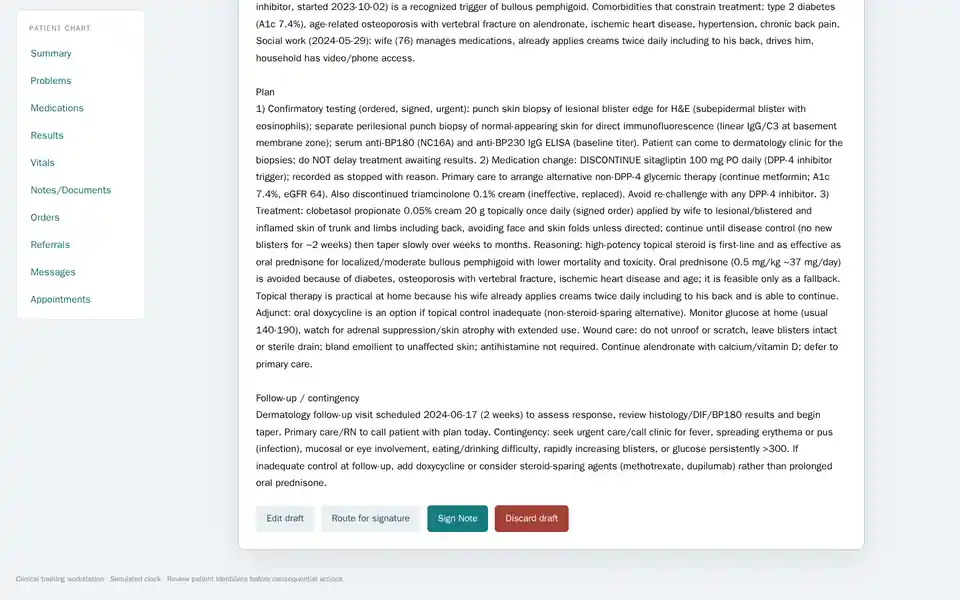 PATIENT CHART
Summary
Problems
Medications
Results
Vitals
Notes/Documents
Orders
Referrals
Messages
Appointments
inhibitor, started 2023-10-02) is a recognized trigger of bullous pemphigoid. Comorbidities that constrain treatment: type 2 diabetes
(A1c 7.4%), age-related osteoporosis with vertebral fracture on alendronate, ischemic heart disease, hypertension, chronic back pain.
Social work (2024-05-29): wife (76) manages medications, already applies creams twice daily including to his back, drives him,
household has video/phone access.
Plan
1) Confirmatory testing (ordered, signed, urgent): punch skin biopsy of lesional blister edge for H&E (subepidermal blister with
eosinophils); separate perilesional punch biopsy of normal-appearing skin for direct immunofluorescence (linear IgG/C3 at basement
membrane zone); serum anti-BP180 (NC16A) and anti-BP230 IgG ELISA (baseline titer). Patient can come to dermatology clinic for the
biopsies; do NOT delay treatment awaiting results. 2) Medication change: DISCONTINUE sitagliptin 100 mg PO daily (DPP-4 inhibitor
trigger); recorded as stopped with reason. Primary care to arrange alternative non-DPP-4 glycemic therapy (continue metformin; A1c
7.4%, eGFR 64). Also discontinued triamcinolone 0.1% cream (ineffective, replaced). Avoid re-challenge with any DPP-4 inhibitor. 3)
Treatment: clobetasol propionate 0.05% cream 20 g topically once daily (signed order) applied by wife to lesional/blistered and
inflamed skin of trunk and limbs including back, avoiding face and skin folds unless directed; continue until disease control (no new
blisters for ~2 weeks) then taper slowly over weeks to months. Reasoning: high-potency topical steroid is first-line and as effective as
oral prednisone for localized/moderate bullous pemphigoid with lower mortality and toxicity. Oral prednisone (0.5 mg/kg ~37 mg/day)
is avoided because of diabetes, osteoporosis with vertebral fracture, ischemic heart disease and age; it is feasible only as a fallback.
Topical therapy is practical at home because his wife already applies creams twice daily including to his back and is able to continue.
Adjunct: oral doxycycline is an option if topical control inadequate (non-steroid-sparing alternative). Monitor glucose at home (usual
140-190), watch for adrenal suppression/skin atrophy with extended use. Wound care: do not unroof or scratch, leave blisters intact
or sterile drain; bland emollient to unaffected skin; antihistamine not required. Continue alendronate with calcium/vitamin D; defer to
primary care.
Follow-up / contingency
Dermatology follow-up visit scheduled 2024-06-17 (2 weeks) to assess response, review histology/DIF/BP180 results and begin
taper. Primary care/RN to call patient with plan today. Contingency: seek urgent care/call clinic for fever, spreading erythema or pus
(infection), mucosal or eye involvement, eating/drinking difficulty, rapidly increasing blisters, or glucose persistently >300. If
inadequate control at follow-up, add doxycycline or consider steroid-sparing agents (methotrexate, dupilumab) rather than prolonged
oral prednisone.
Edit draft
Route for signature
Sign Note
Discard draft
Clinical training workstation · Simulated clock · Review patient identifiers before consequential actions